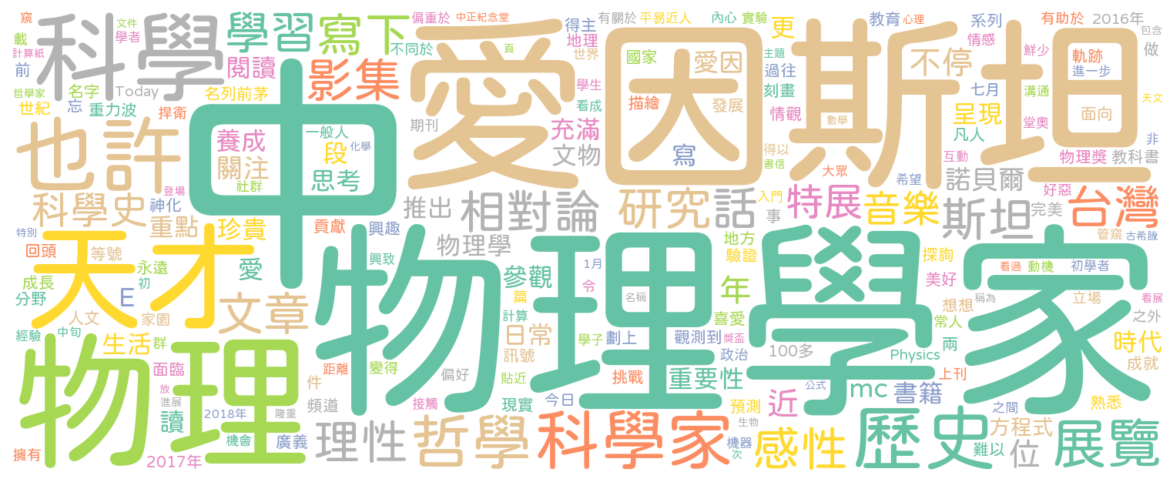 窺 科學 學習 寫下 偏重於 中正紀念堂 愛因斯坦 有關於 平易近人 內心 實驗 得主 教育 心理 更 系列 有助於 2016年 包含
載 文件 不同於 地理 世界 國家 主題 愛因 過往 不停 情感 鮮少 軌跡 做
前 計算紙 學者 閱讀 影集 學生 刻畫 七月 溝通 進一步
哲學家 名字 Today 看成 描繪 發展 情觀 呈現 面向 天文
世紀 忘 重力波 捍衛 名列前茅 中 期刊 充滿 數學 凡人 堂奧 非
也許 養成 一般人 化學 段 文物 寫 得以 書信 大眾 物理獎 教科書
關注 社群 思考 推出 相對論 研究 話 特展 音樂 希望 互動 諾貝爾 好惡 台灣
科學史 神化 登場 珍貴 貢獻 興趣 事 入門 斯坦 完美 管窺 古希臘
特別 回頭 重點 等號 物理學 地方 驗證 探詢
天才 永遠 愛 興致 參觀 1月 物理學家 看過 動機 初學者 看展
成長 初 篇 令 名稱 年 美好 稱為
分野 人文 E 文章 計算 喜愛 想想 立場 之外
經驗 中旬 家園 日常 學子 劃上 觀測到 獎盃 常人 兩 時代
物理 生活 群 訊號 政治 100多 Physics 成就
面臨 距離 變得 偏好 貼近 挑戰 重要性 公式 mc 上刊
放 件 近 書籍 熟悉
進展 讀 頻道 接觸 現實 今日 預測 生物 之間
2018年 隆重 理性 哲學 科學家 感性 歷史 方程式 展覽
擁有 2017年 機會 廣義 機器 次 難以 位